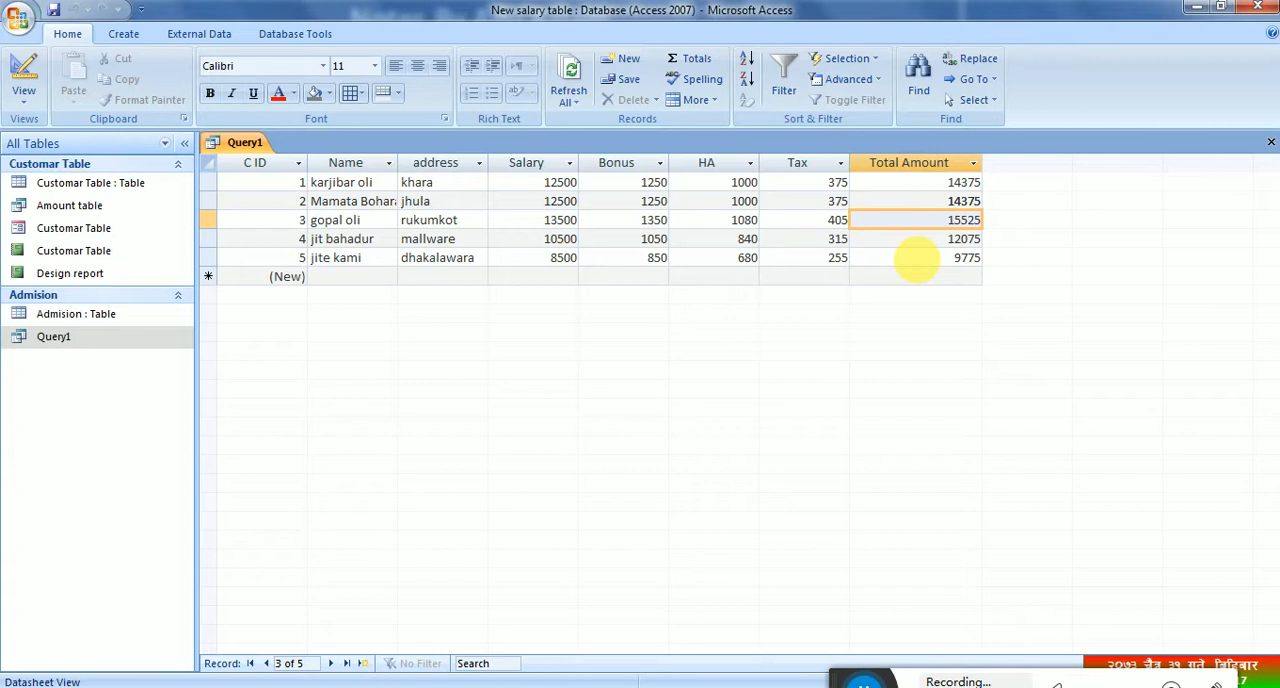 New salary table : Database (Access 2007) - Microsoft Access
Home Create External Data Database Tools
View
Views
Paste
Cut
Copy
Format Painter
Clipboard
Calibri 11
B I U A
Font
Rich Text
Refresh All
New
Save
Delete
Totals
Spelling
More
Records
Filter
Selection
Advanced
Toggle Filter
Sort & Filter
Find
Replace
Go To
Select
Find
All Tables
Customar Table
Customar Table : Table
Amount table
Customar Table
Customar Table
Design report
Admision
Admision : Table
Query1
Query1
C ID Name address Salary Bonus HA Tax Total Amount
1 karjibar oli khara 12500 1250 1000 375 14375
2 Mamata Bohara jhula 12500 1250 1000 375 14375
3 gopal oli rukumkot 13500 1350 1080 405 15525
4 jit bahadur mallware 10500 1050 840 315 12075
5 jite kami dhakalawara 8500 850 680 255 9775
(New)
Record: 3 of 5 No Filter Search
Datasheet View
Recording...